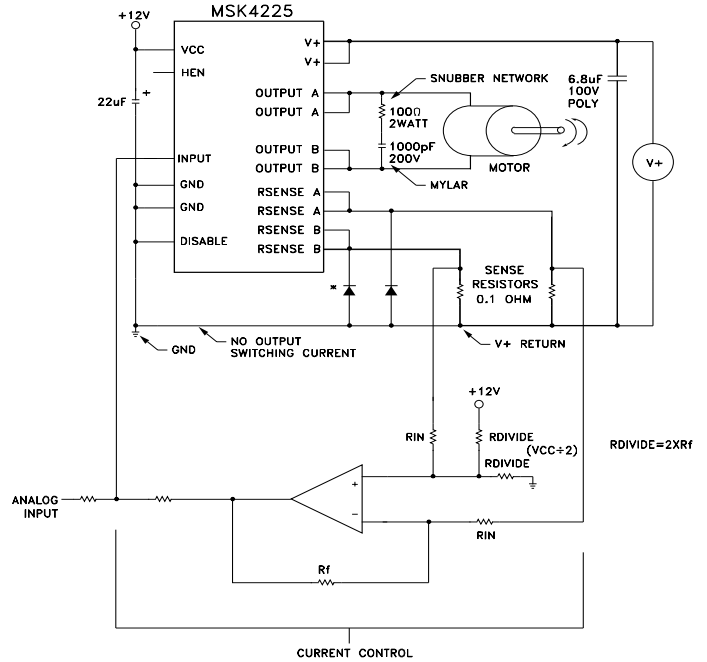 MSK4225
+12V
VCC
HEN
22uF
+
INPUT
GND
GND
DISABLE
V+
V+
OUTPUT A
OUTPUT A
OUTPUT B
OUTPUT B
RSENSE A
RSENSE A
RSENSE B
RSENSE B
SNUBBER NETWORK
100Ω
2WATT
1000pF
200V
MYLAR
MOTOR
6.8uF
100V
POLY
V+
*
SENSE
RESISTORS
0.1 OHM
GND
NO OUTPUT
SWITCHING CURRENT
V+ RETURN
+12V
RIN
RDIVIDE
(VCC÷2)
RDIVIDE
RDIVIDE=2XRf
ANALOG
INPUT
+
−
RIN
Rf
CURRENT CONTROL